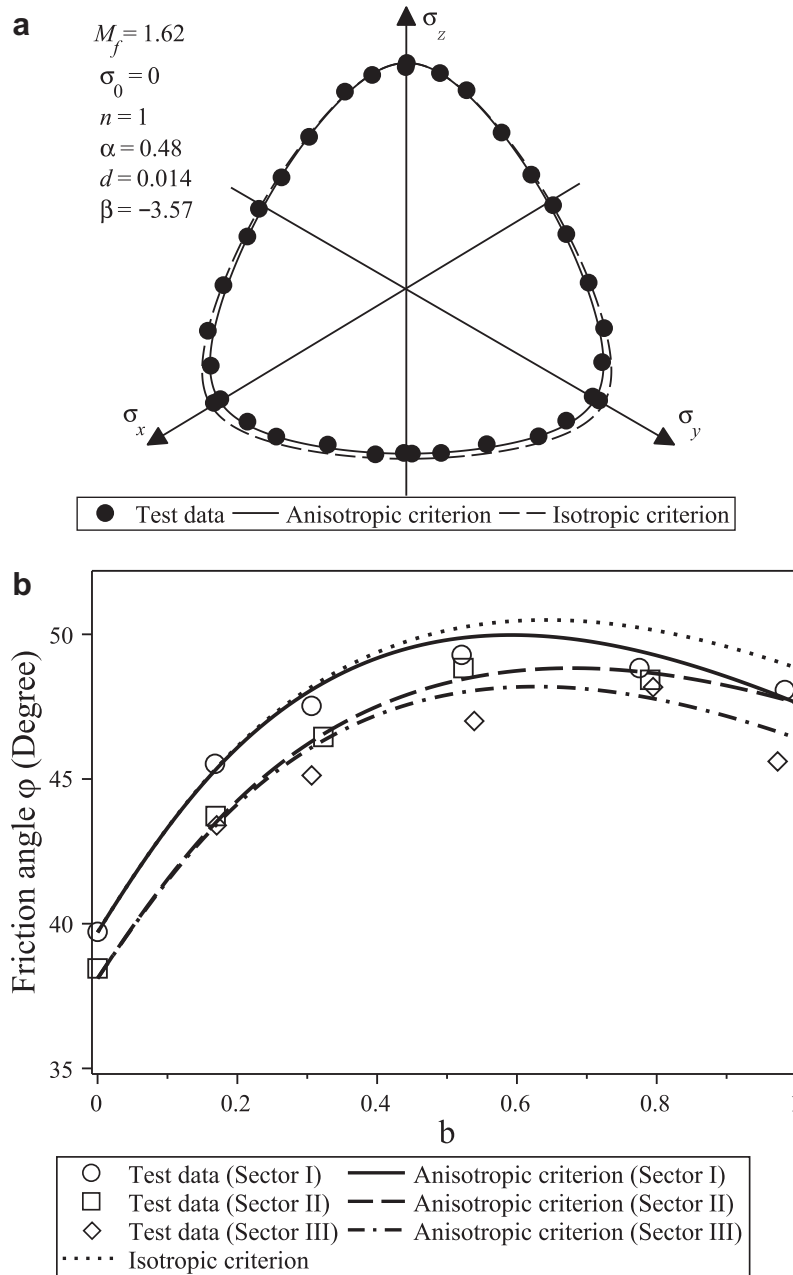 a
M_f = 1.62
σ_0 = 0
n = 1
α = 0.48
d = 0.014
β = −3.57
σ_z
σ_x
σ_y
Test data Anisotropic criterion Isotropic criterion
b
Friction angle φ (Degree)
50
45
40
35
0 0.2 0.4 0.6 0.8 1
b
Test data (Sector I) Anisotropic criterion (Sector I)
Test data (Sector II) Anisotropic criterion (Sector II)
Test data (Sector III) Anisotropic criterion (Sector III)
Isotropic criterion